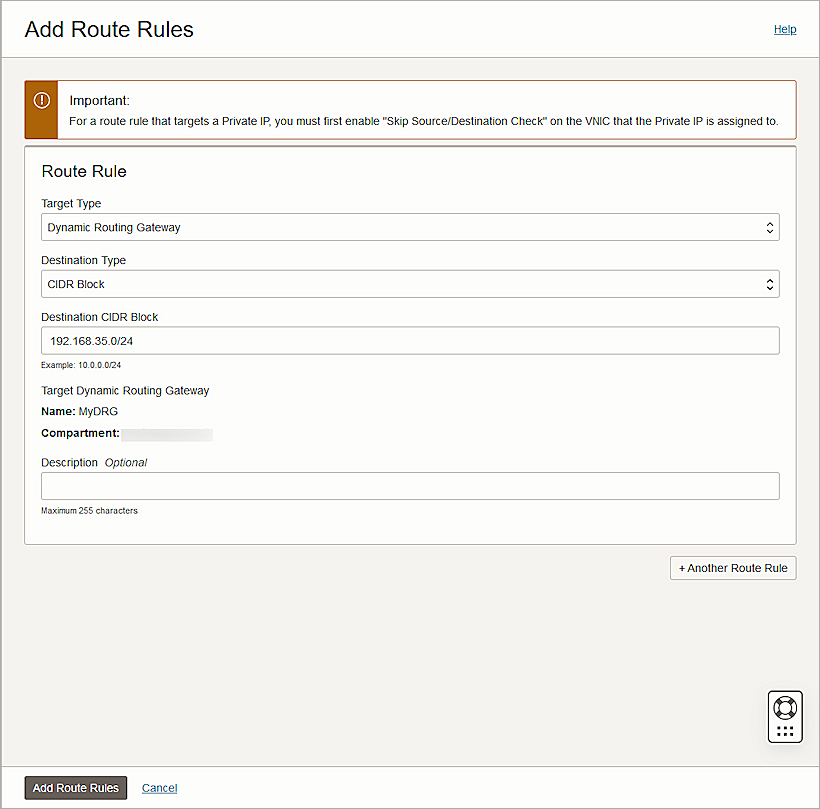 Add Route Rules
Help
Important:
For a route rule that targets a Private IP, you must first enable "Skip Source/Destination Check" on the VNIC that the Private IP is assigned to.
Route Rule
Target Type
Dynamic Routing Gateway
Destination Type
CIDR Block
Destination CIDR Block
192.168.35.0/24
Example: 10.0.0.0/24
Target Dynamic Routing Gateway
Name: MyDRG
Compartment:
Description Optional
Maximum 255 characters
+ Another Route Rule
Add Route Rules Cancel